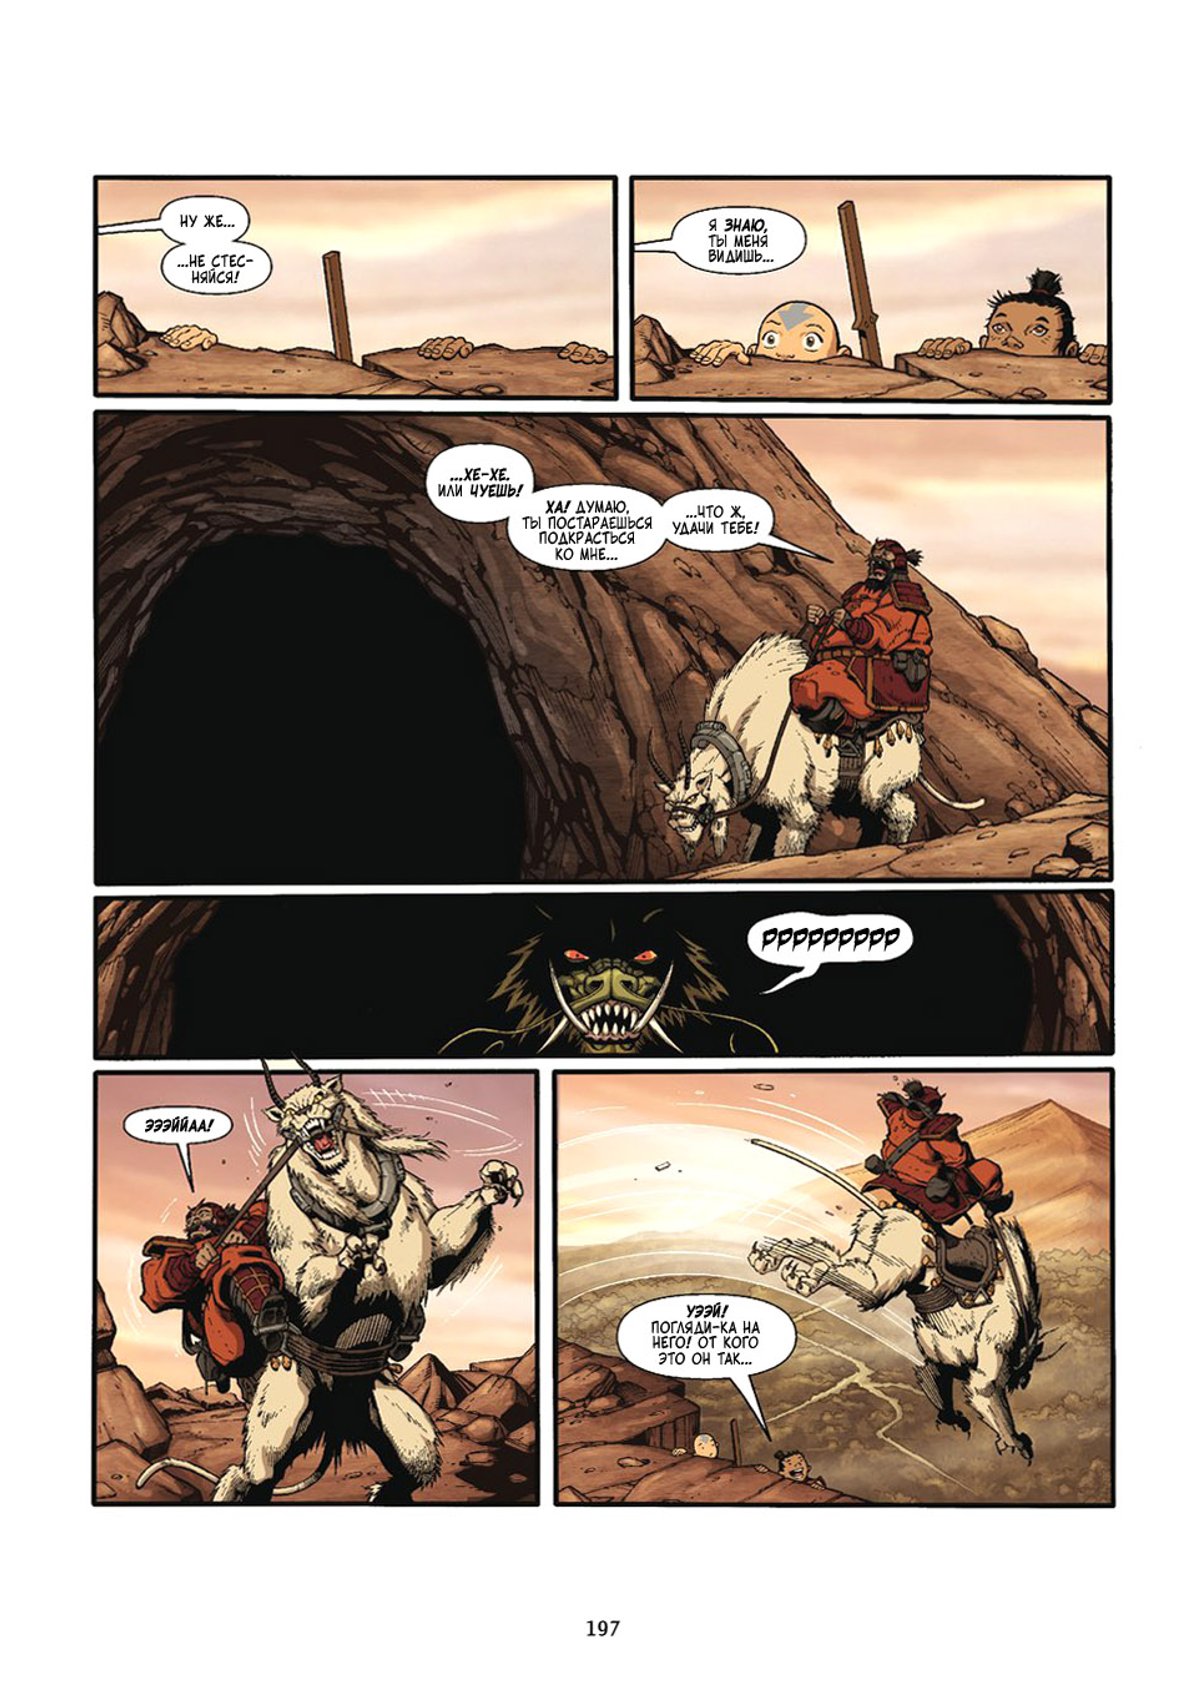 НУ ЖЕ...
...НЕ СТЕС-
НЯЙСЯ!
Я ЗНАЮ,
ТЫ МЕНЯ
ВИДИШЬ...
...ХЕ-ХЕ.
ИЛИ ЧУЕШЬ!
ХА! ДУМАЮ,
ТЫ ПОСТАРАЕШЬСЯ
ПОДКРАСТЬСЯ
КО МНЕ...
...ЧТО Ж,
УДАЧИ ТЕБЕ!
РРРРРРРРР
ЭЭЭЙЙАА!
УЭЭЙ!
ПОГЛЯДИ-КА НА
НЕГО! ОТ КОГО
ЭТО ОН ТАК...
197